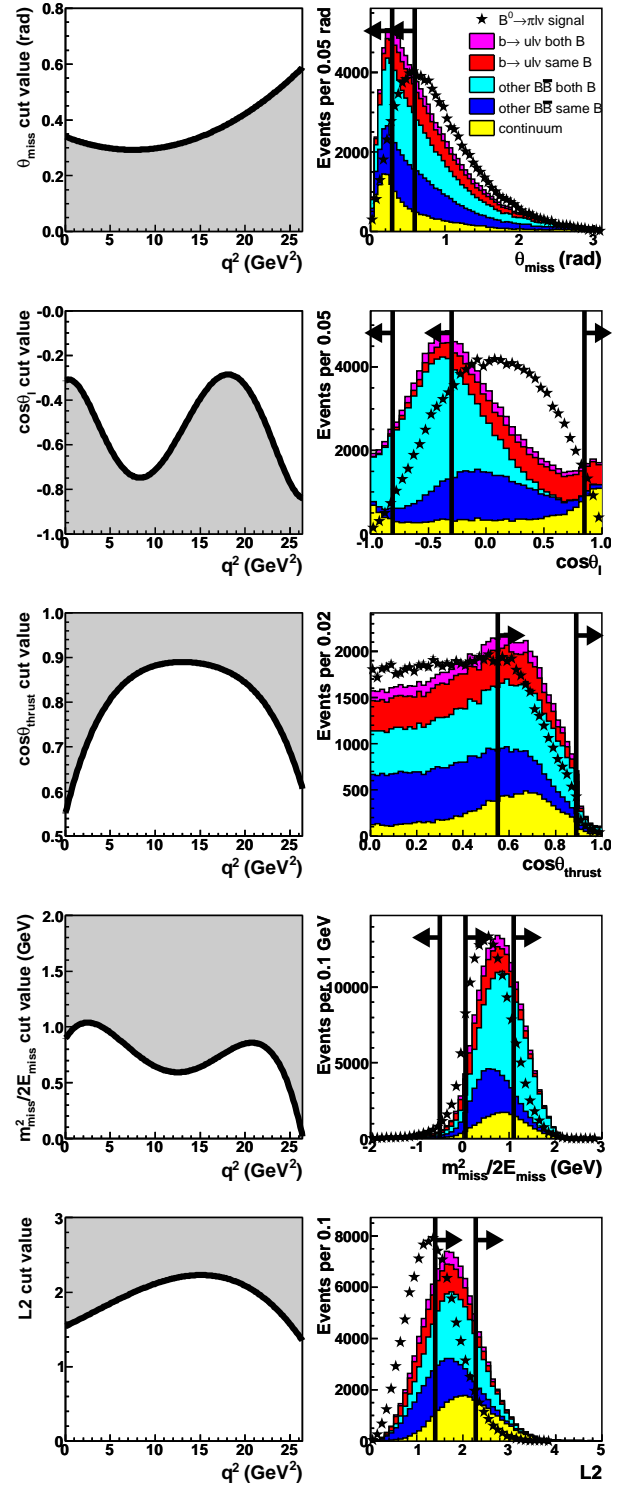 θmiss cut value (rad)
0.8
0.6
0.4
0.2
0.0
0 5 10 15 20 25
q² (GeV²)
Events per 0.05 rad
4000
2000
0
0 1 2 3
θmiss (rad)
B⁰→πlν signal
b→ ulν both B
b→ ulν same B
other BB̅ both B
other BB̅ same B
continuum
cosθl cut value
-0.0
-0.2
-0.4
-0.6
-0.8
-1.0
0 5 10 15 20 25
q² (GeV²)
Events per 0.05
4000
2000
0
-1.0 -0.5 0.0 0.5 1.0
cosθl
cosθthrust cut value
1.0
0.9
0.8
0.7
0.6
0.5
0 5 10 15 20 25
q² (GeV²)
Events per 0.02
2000
1500
1000
500
0
0.0 0.2 0.4 0.6 0.8 1.0
cosθthrust
m²miss/2Emiss cut value (GeV)
2.0
1.5
1.0
0.5
0.0
0 5 10 15 20 25
q² (GeV²)
Events per 0.1 GeV
10000
5000
0
-2 -1 0 1 2 3
m²miss/2Emiss (GeV)
L2 cut value
3
2
1
0
0 5 10 15 20 25
q² (GeV²)
Events per 0.1
8000
6000
4000
2000
0
0 1 2 3 4 5
L2